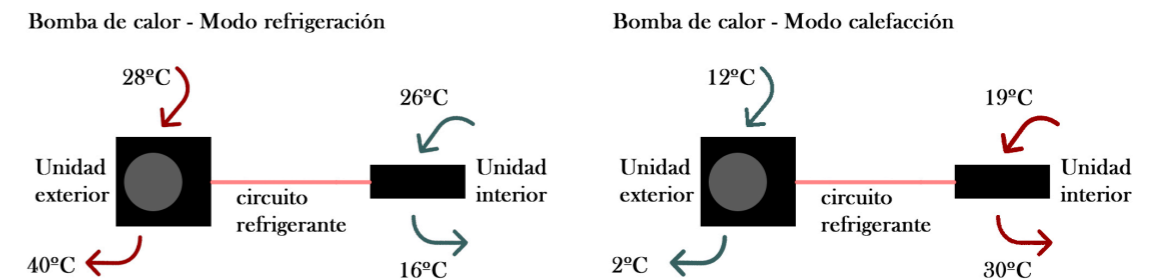 Bomba de calor - Modo refrigeración
28ºC
26ºC
Unidad
exterior
circuito
refrigerante
Unidad
interior
40ºC
16ºC
Bomba de calor - Modo calefacción
12ºC
19ºC
Unidad
exterior
circuito
refrigerante
Unidad
interior
2ºC
30ºC